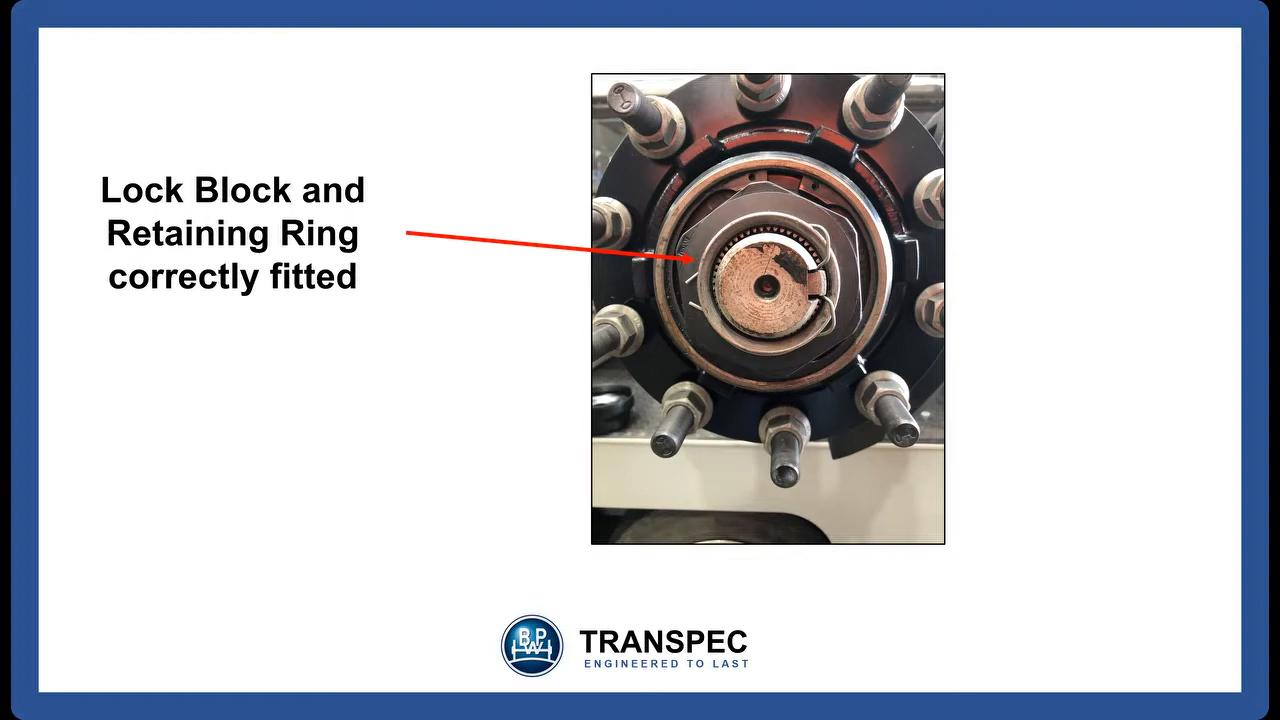 Lock Block and
Retaining Ring
correctly fitted
BPW
TRANSPEC
ENGINEERED TO LAST